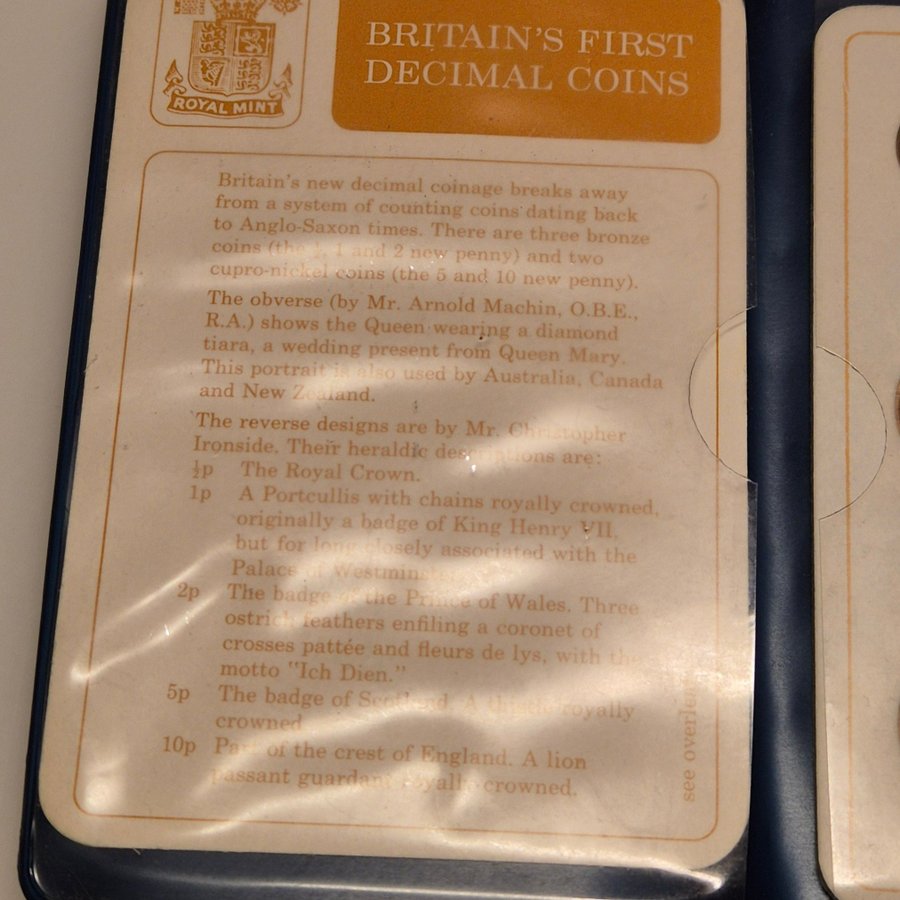 ROYAL MINT
BRITAIN'S FIRST
DECIMAL COINS
Britain's new decimal coinage breaks away
from a system of counting coins dating back
to Anglo-Saxon times. There are three bronze
coins (the ½, 1 and 2 new penny) and two
cupro-nickel coins (the 5 and 10 new penny).
The obverse (by Mr. Arnold Machin, O.B.E.,
R.A.) shows the Queen wearing a diamond
tiara, a wedding present from Queen Mary.
This portrait is also used by Australia, Canada
and New Zealand.
The reverse designs are by Mr. Christopher
Ironside. Their heraldic descriptions are:
½p The Royal Crown.
1p A Portcullis with chains royally crowned,
originally a badge of King Henry VII,
but for long closely associated with the
Palace of Westminster.
2p The badge of the Prince of Wales. Three
ostrich feathers enfiling a coronet of
crosses pattée and fleurs de lys, with the
motto "Ich Dien."
5p The badge of Scotland. A thistle royally
crowned.
10p Part of the crest of England. A lion
passant guardant royally crowned.
see overleaf